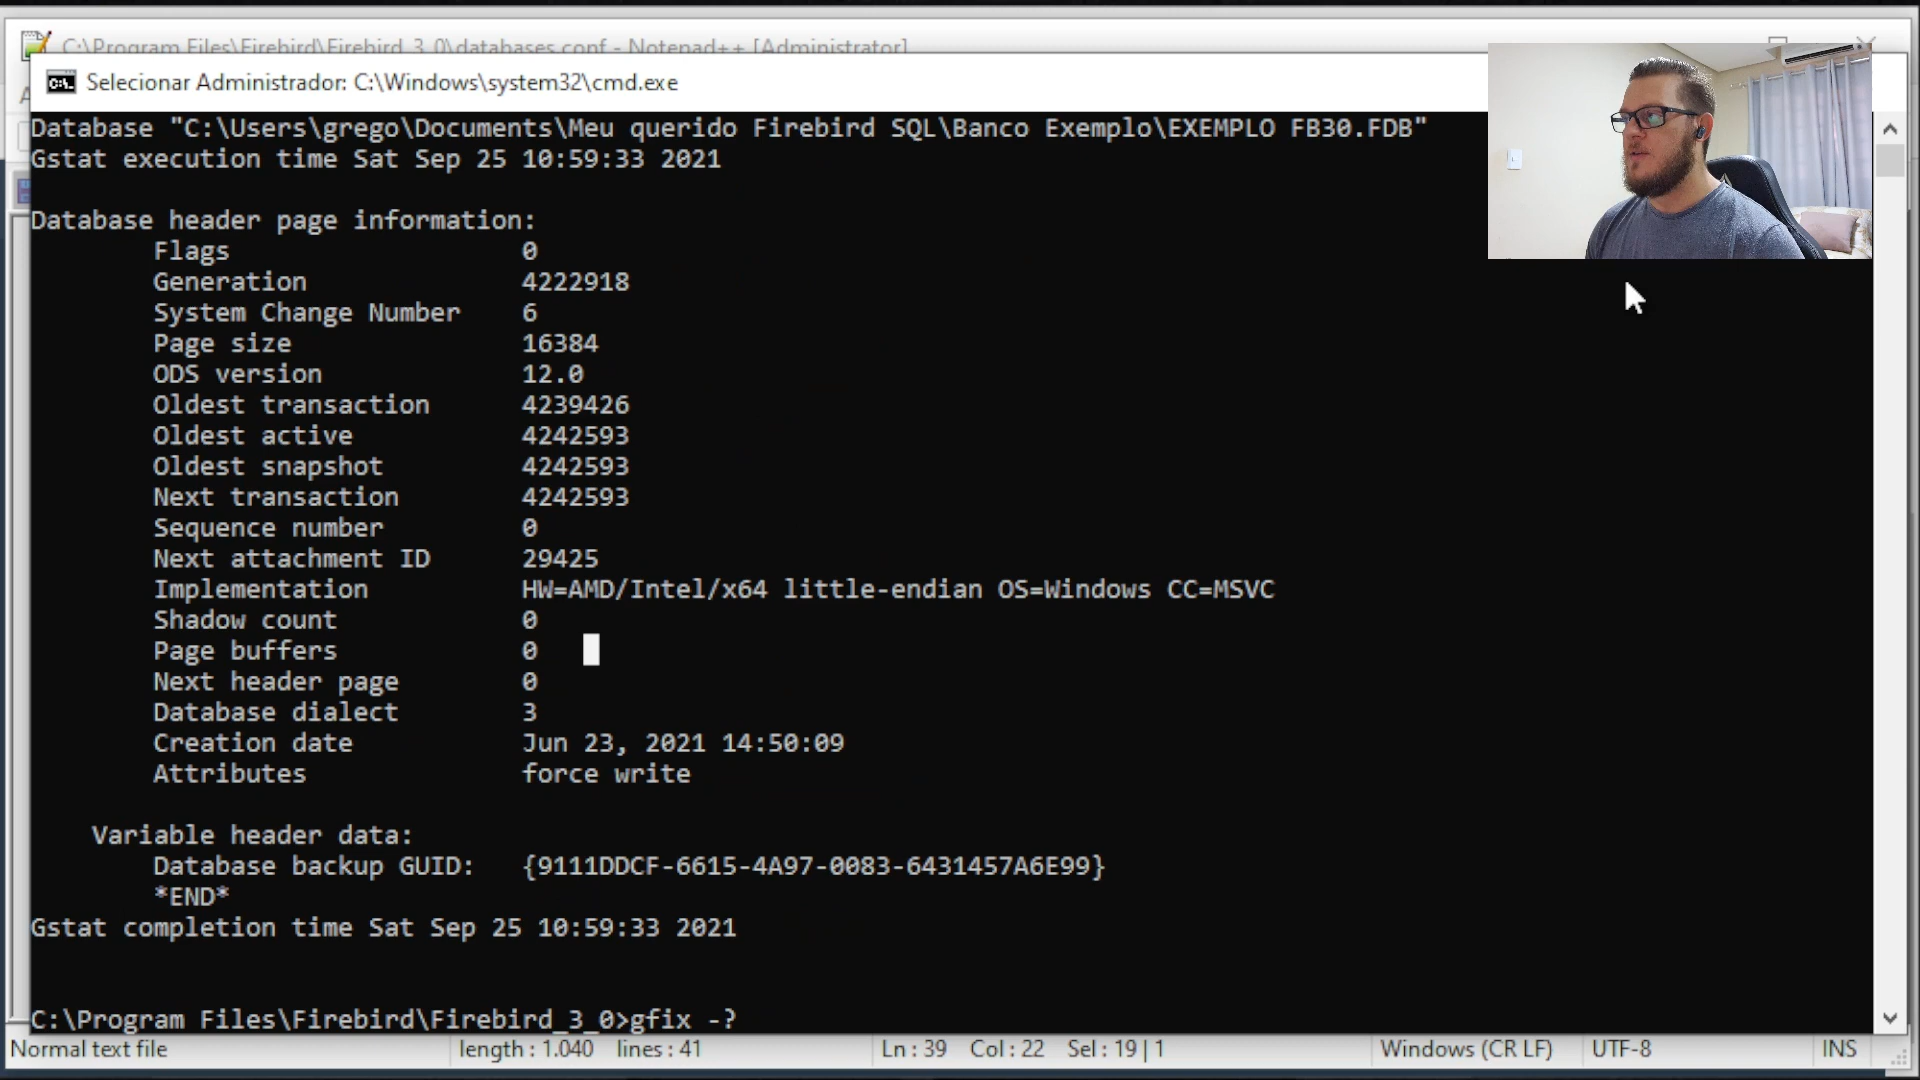 C:\Program Files\Firebird\Firebird_3_0\databases.conf - Notepad++ [Administrator]
Selecionar Administrador: C:\Windows\system32\cmd.exe
Database "C:\Users\grego\Documents\Meu querido Firebird SQL\Banco Exemplo\EXEMPLO FB30.FDB"
Gstat execution time Sat Sep 25 10:59:33 2021
Database header page information:
Flags 0
Generation 4222918
System Change Number 6
Page size 16384
ODS version 12.0
Oldest transaction 4239426
Oldest active 4242593
Oldest snapshot 4242593
Next transaction 4242593
Sequence number 0
Next attachment ID 29425
Implementation HW=AMD/Intel/x64 little-endian OS=Windows CC=MSVC
Shadow count 0
Page buffers 0
Next header page 0
Database dialect 3
Creation date Jun 23, 2021 14:50:09
Attributes force write
Variable header data:
Database backup GUID: {9111DDCF-6615-4A97-0083-6431457A6E99}
*END*
Gstat completion time Sat Sep 25 10:59:33 2021
C:\Program Files\Firebird\Firebird_3_0>gfix -?
Normal text file length : 1.040 lines : 41 Ln : 39 Col : 22 Sel : 19 | 1 Windows (CR LF) UTF-8 INS